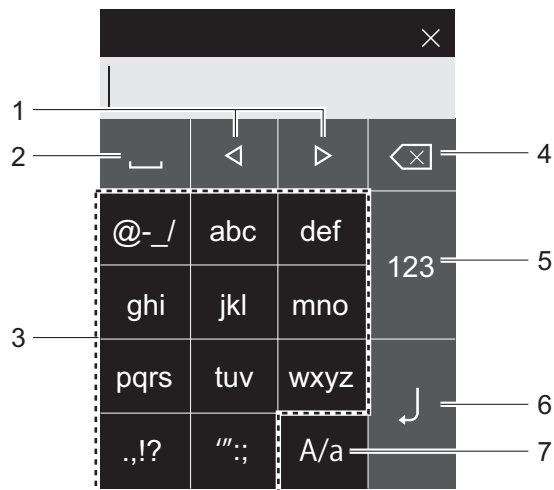 1
2
4
@-_/ abc def
123
5
ghi jkl mno
3
pqrs tuv wxyz
6
.,!? ‘”:; A/a
7